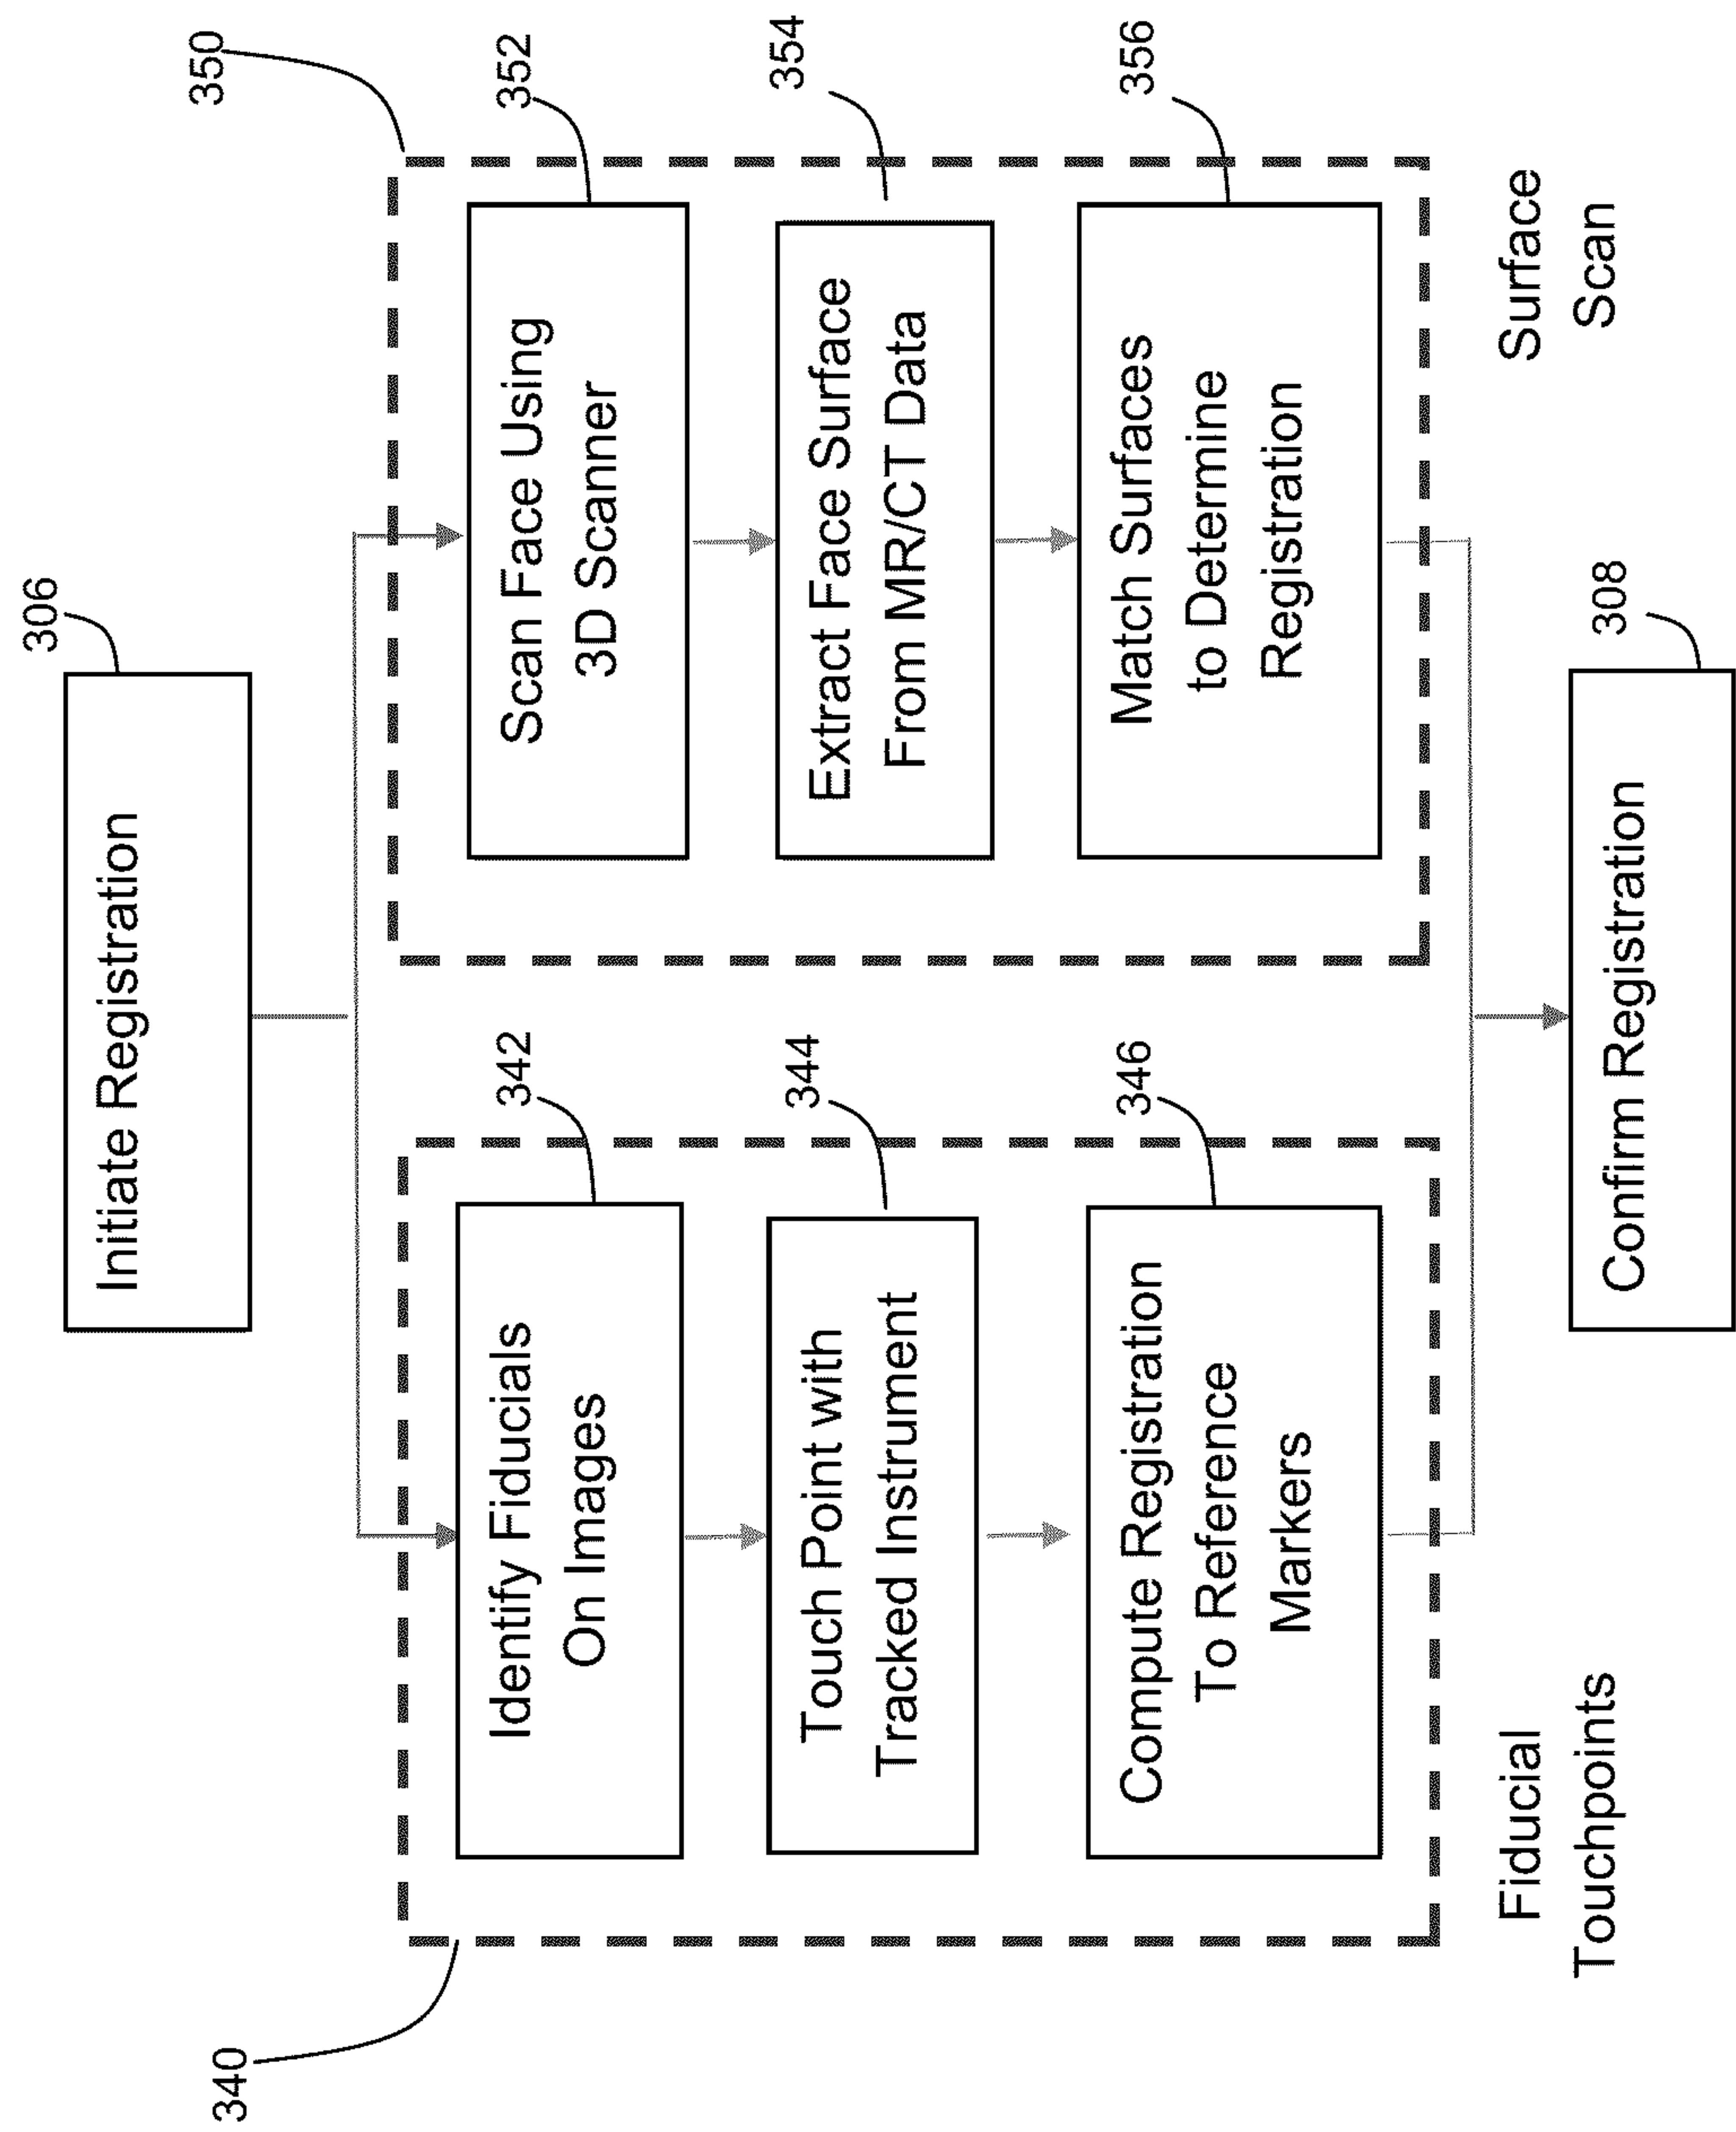 306
Initiate Registration
340
342
Identify Fiducials
On Images
344
Touch Point with
Tracked Instrument
346
Compute Registration
To Reference
Markers
Fiducial
Touchpoints
350
352
Scan Face Using
3D Scanner
354
Extract Face Surface
From MR/CT Data
356
Match Surfaces
to Determine
Registration
Surface
Scan
308
Confirm Registration